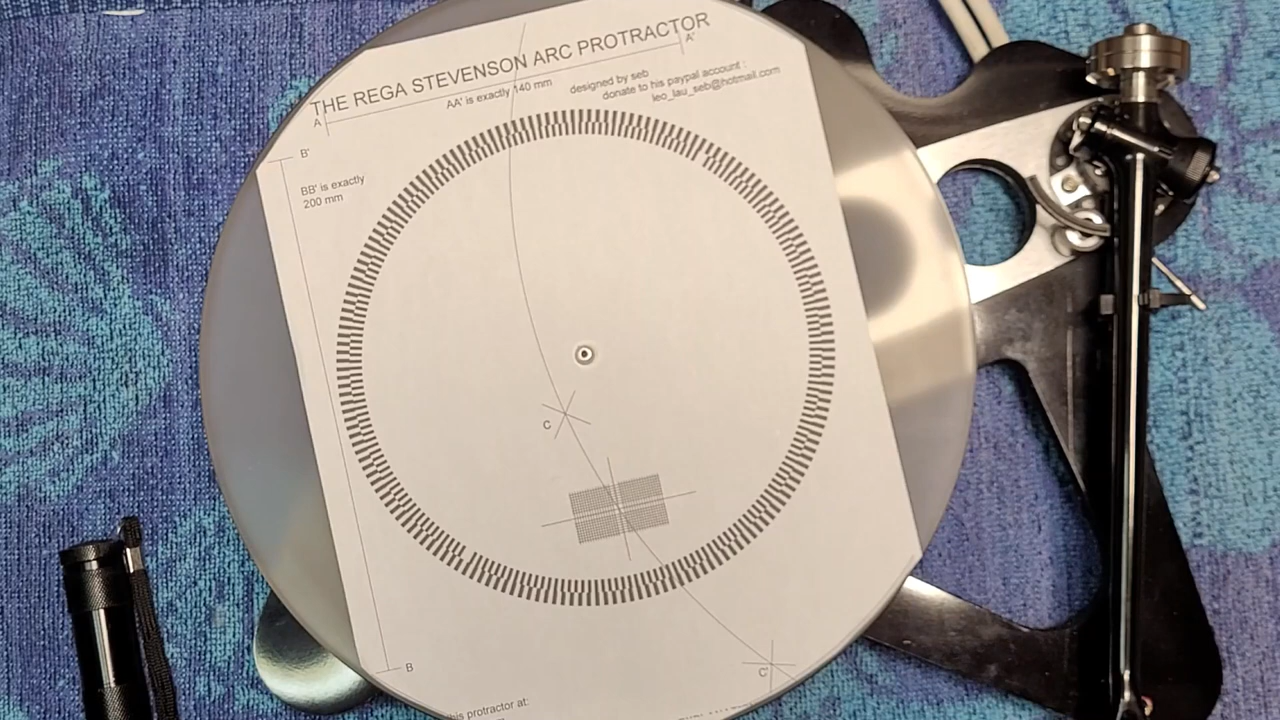 THE REGA STEVENSON ARC PROTRACTOR
A A'
AA' is exactly 140 mm
designed by seb
donate to his paypal account :
leo_lau_seb@hotmail.com
B'
BB' is exactly
200 mm
C
B
C'
his protractor at: